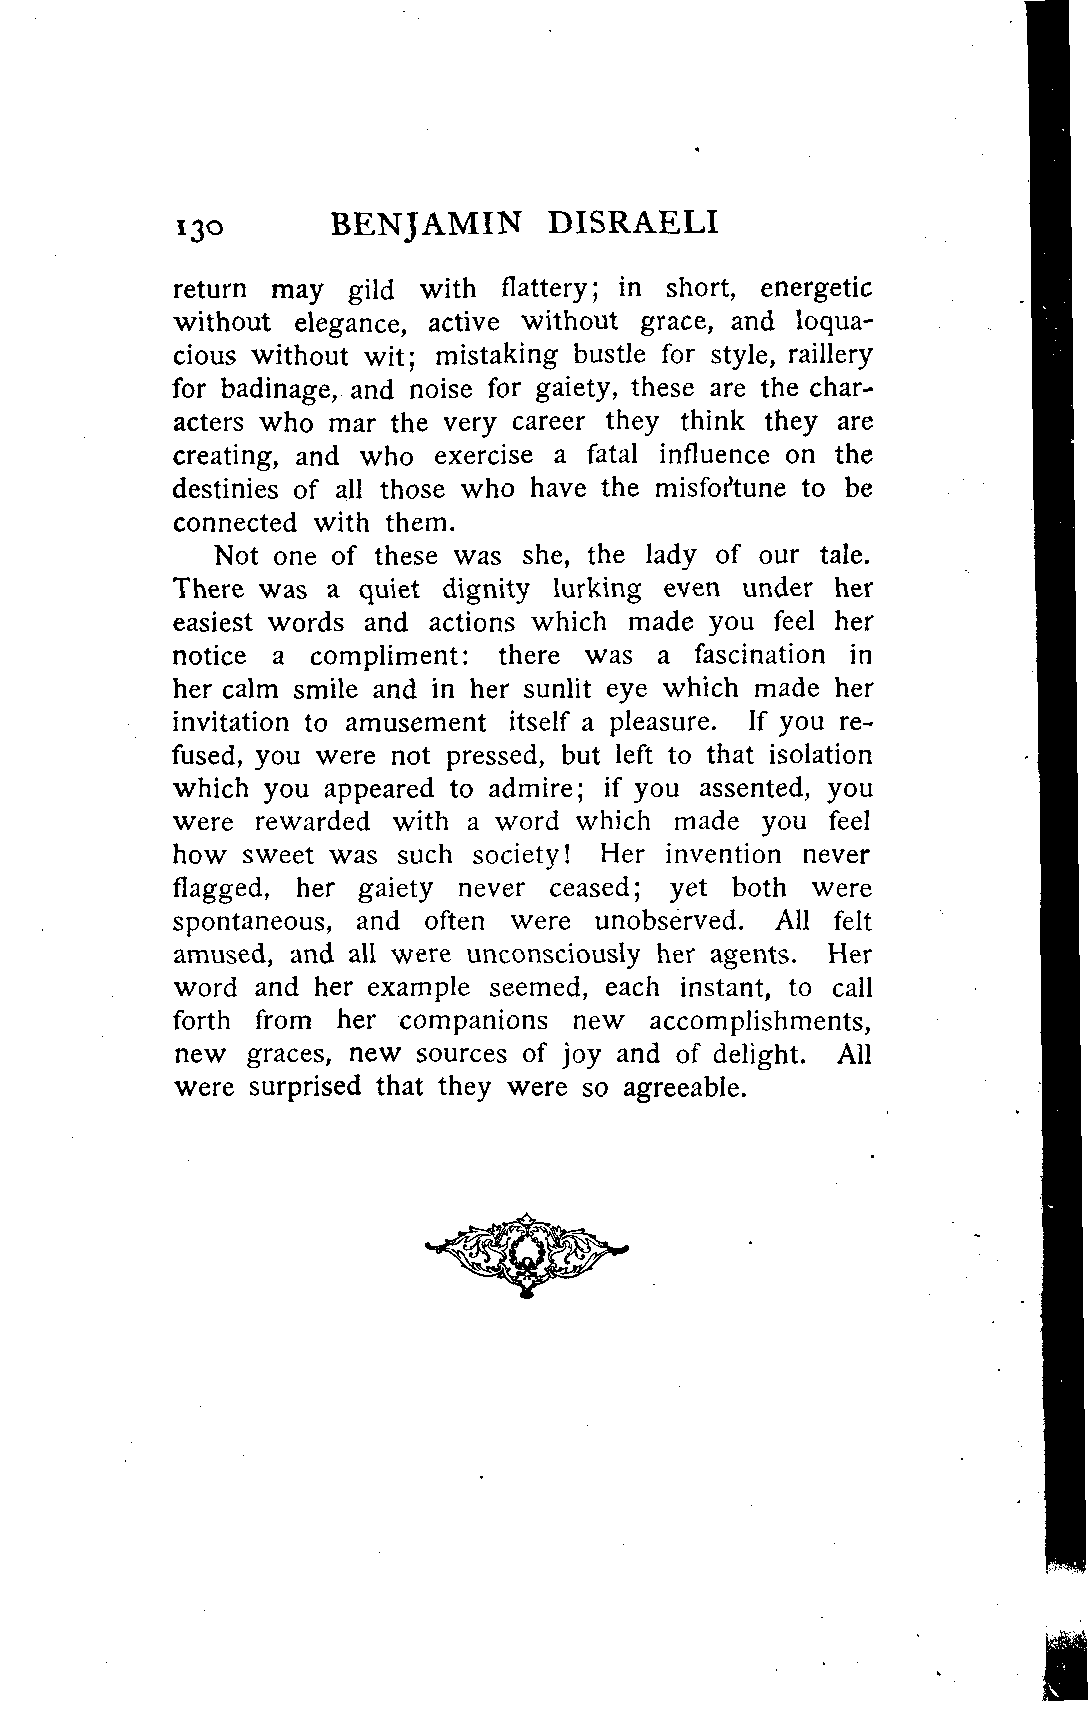 130 BENJAMIN DISRAELI
return may gild with flattery; in short, energetic
without elegance, active without grace, and loqua-
cious without wit; mistaking bustle for style, raillery
for badinage, and noise for gaiety, these are the char-
acters who mar the very career they think they are
creating, and who exercise a fatal influence on the
destinies of all those who have the misfortune to be
connected with them.
Not one of these was she, the lady of our tale.
There was a quiet dignity lurking even under her
easiest words and actions which made you feel her
notice a compliment: there was a fascination in
her calm smile and in her sunlit eye which made her
invitation to amusement itself a pleasure. If you re-
fused, you were not pressed, but left to that isolation
which you appeared to admire; if you assented, you
were rewarded with a word which made you feel
how sweet was such society! Her invention never
flagged, her gaiety never ceased; yet both were
spontaneous, and often were unobserved. All felt
amused, and all were unconsciously her agents. Her
word and her example seemed, each instant, to call
forth from her companions new accomplishments,
new graces, new sources of joy and of delight. All
were surprised that they were so agreeable.